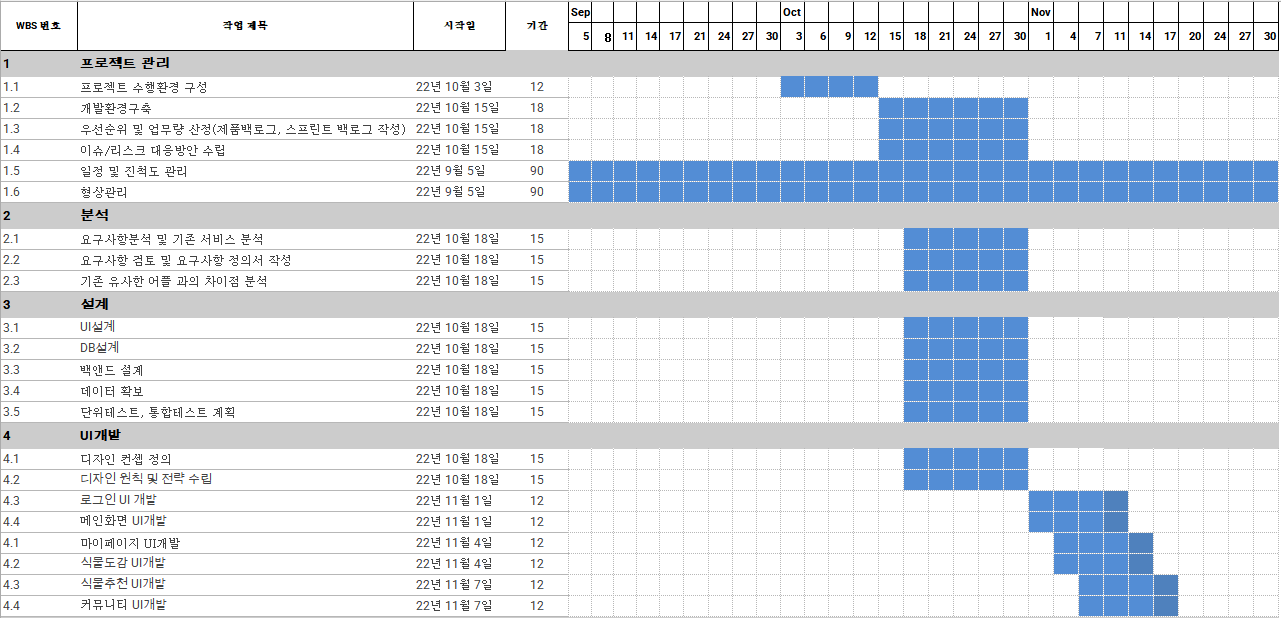 WBS 번호 작업 제목 시작일 기간 Sep Oct Nov
5 8 11 14 17 21 24 27 30 3 6 9 12 15 18 21 24 27 30 1 4 7 11 14 17 20 24 27 30
1 프로젝트 관리
1.1 프로젝트 수행환경 구성 22년 10월 3일 12
1.2 개발환경구축 22년 10월 15일 18
1.3 우선순위 및 업무량 산정(제품백로그, 스프린트 백로그 작성) 22년 10월 15일 18
1.4 이슈/리스크 대응방안 수립 22년 10월 15일 18
1.5 일정 및 진척도 관리 22년 9월 5일 90
1.6 형상관리 22년 9월 5일 90
2 분석
2.1 요구사항분석 및 기존 서비스 분석 22년 10월 18일 15
2.2 요구사항 검토 및 요구사항 정의서 작성 22년 10월 18일 15
2.3 기존 유사한 어플 과의 차이점 분석 22년 10월 18일 15
3 설계
3.1 UI설계 22년 10월 18일 15
3.2 DB설계 22년 10월 18일 15
3.3 백앤드 설계 22년 10월 18일 15
3.4 데이터 확보 22년 10월 18일 15
3.5 단위테스트, 통합테스트 계획 22년 10월 18일 15
4 UI개발
4.1 디자인 컨셉 정의 22년 10월 18일 15
4.2 디자인 원칙 및 전략 수립 22년 10월 18일 15
4.3 로그인 UI 개발 22년 11월 1일 12
4.4 메인화면 UI개발 22년 11월 1일 12
4.1 마이페이지 UI개발 22년 11월 4일 12
4.2 식물도감 UI개발 22년 11월 4일 12
4.3 식물추천 UI개발 22년 11월 7일 12
4.4 커뮤니티 UI개발 22년 11월 7일 12